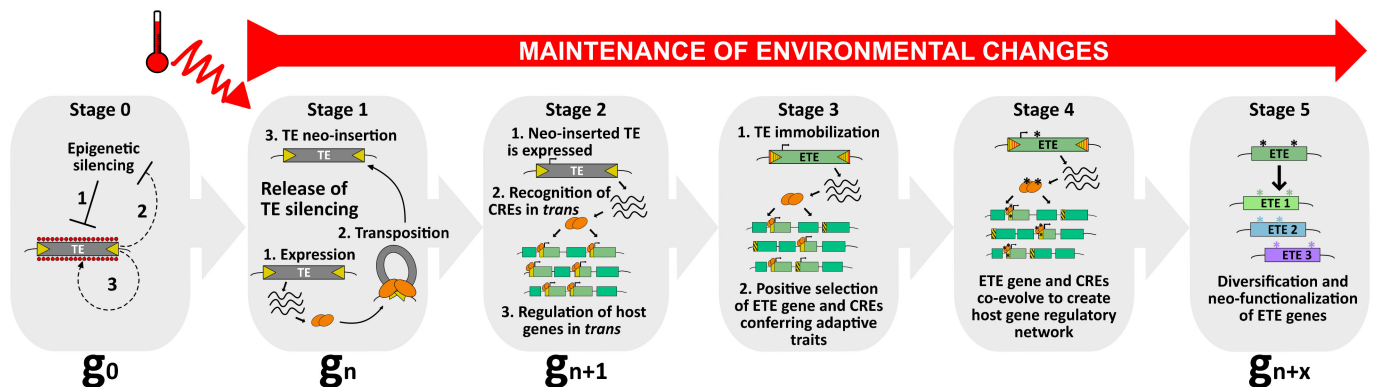 MAINTENANCE OF ENVIRONMENTAL CHANGES
Stage 0
Epigenetic
silencing
1
2
TE
3
g0
Stage 1
3. TE neo-insertion
TE
Release of
TE silencing
2. Transposition
1. Expression
TE
gn
Stage 2
1. Neo-inserted TE
is expressed
TE
2. Recognition of
CREs in trans
3. Regulation of host
genes in trans
gn+1
Stage 3
1. TE immobilization
ETE
2. Positive selection
of ETE gene and CREs
conferring adaptive
traits
Stage 4
*
ETE
**
ETE gene and CREs
co-evolve to create
host gene regulatory
network
Stage 5
* *
ETE
* *
ETE 1
* *
ETE 2
* *
ETE 3
Diversification and
neo-functionalization
of ETE genes
gn+x